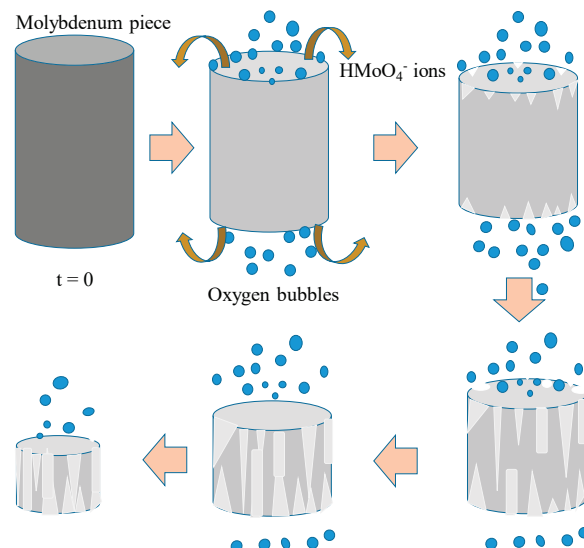 Molybdenum piece
HMoO₄⁻ ions
t = 0
Oxygen bubbles